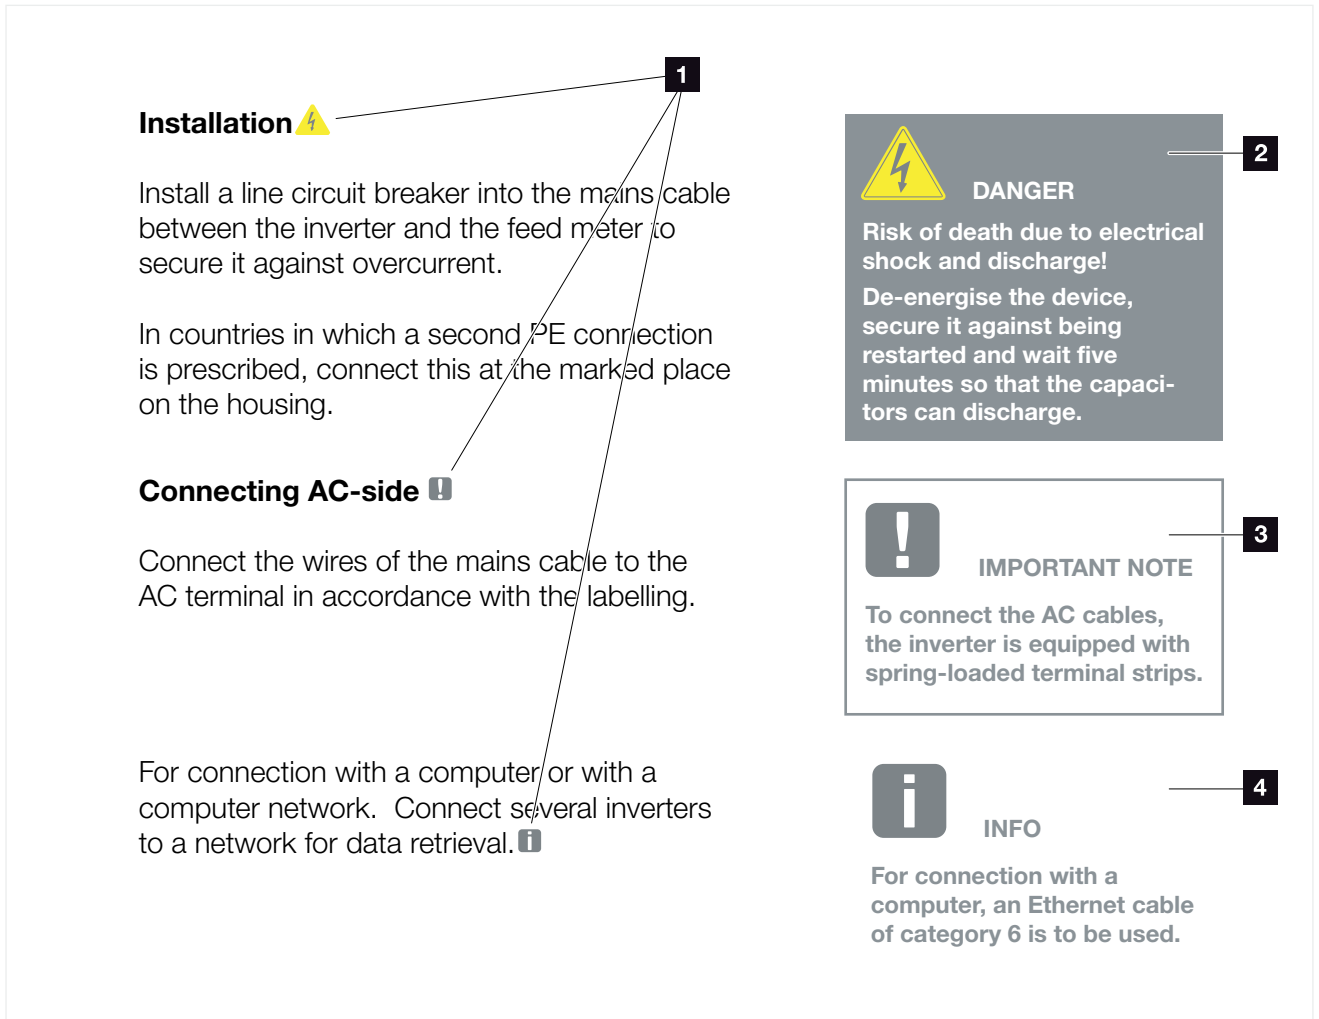 1
Installation
Install a line circuit breaker into the mains cable
between the inverter and the feed meter to
secure it against overcurrent.
In countries in which a second PE connection
is prescribed, connect this at the marked place
on the housing.
Connecting AC-side !
Connect the wires of the mains cable to the
AC terminal in accordance with the labelling.
For connection with a computer or with a
computer network.  Connect several inverters
to a network for data retrieval. i
2
DANGER
Risk of death due to electrical
shock and discharge!
De-energise the device,
secure it against being
restarted and wait five
minutes so that the capaci-
tors can discharge.
!
3
IMPORTANT NOTE
To connect the AC cables,
the inverter is equipped with
spring-loaded terminal strips.
i
4
INFO
For connection with a
computer, an Ethernet cable
of category 6 is to be used.